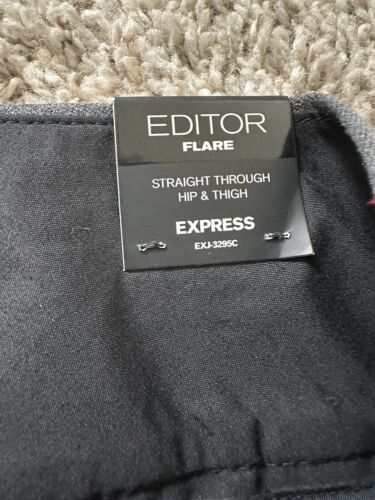 EDITOR
FLARE
STRAIGHT THROUGH
HIP & THIGH
EXPRESS
EXJ-3295C